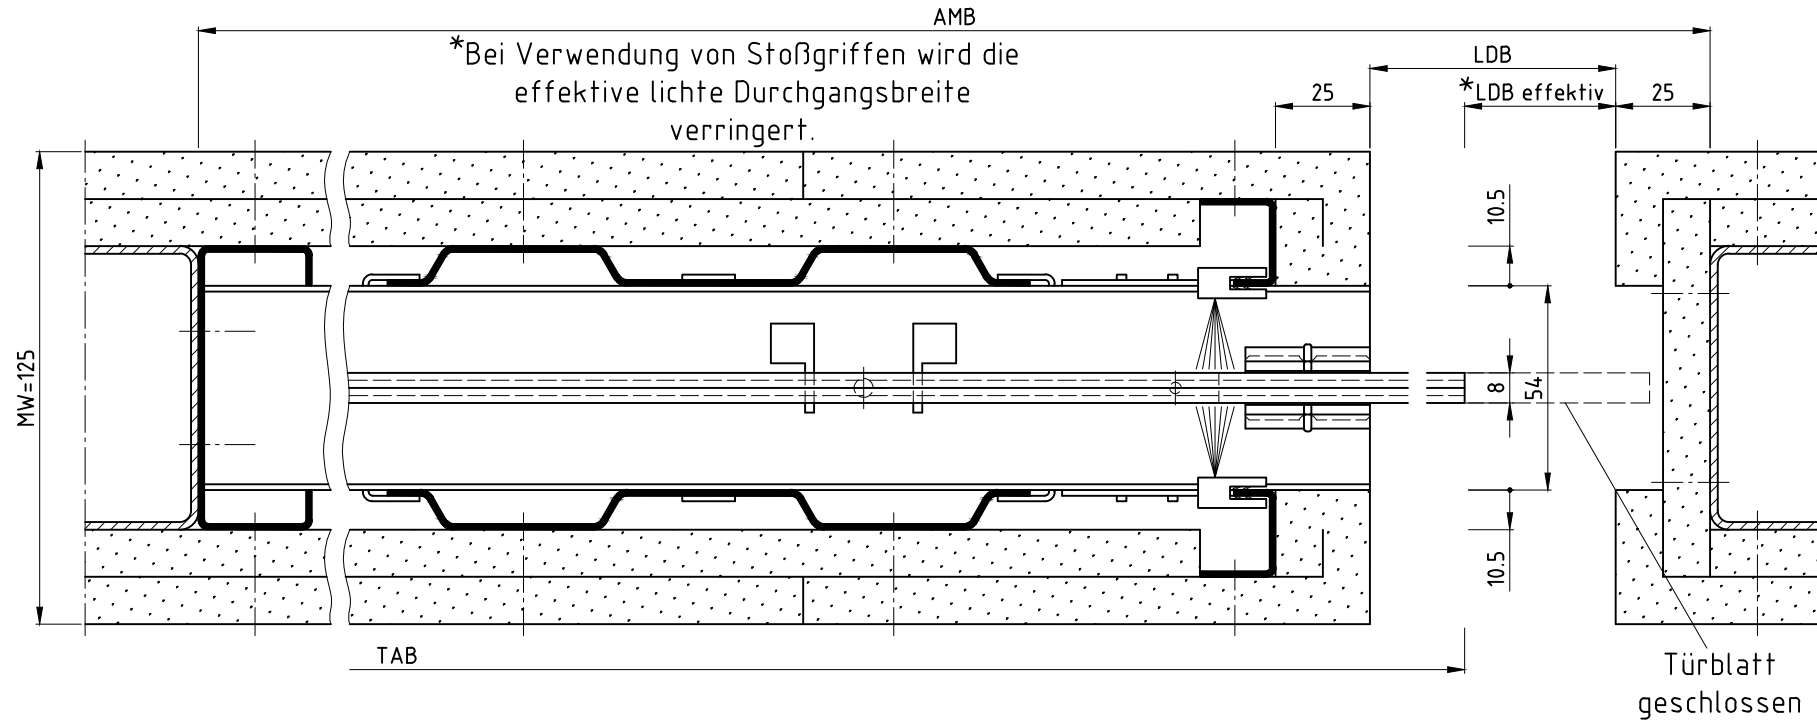 AMB
*Bei Verwendung von Stoßgriffen wird die
effektive lichte Durchgangsbreite
verringert.
LDB
25
*LDB effektiv
25
10.5
MW=125
8
54
10.5
TAB
Türblatt
geschlossen